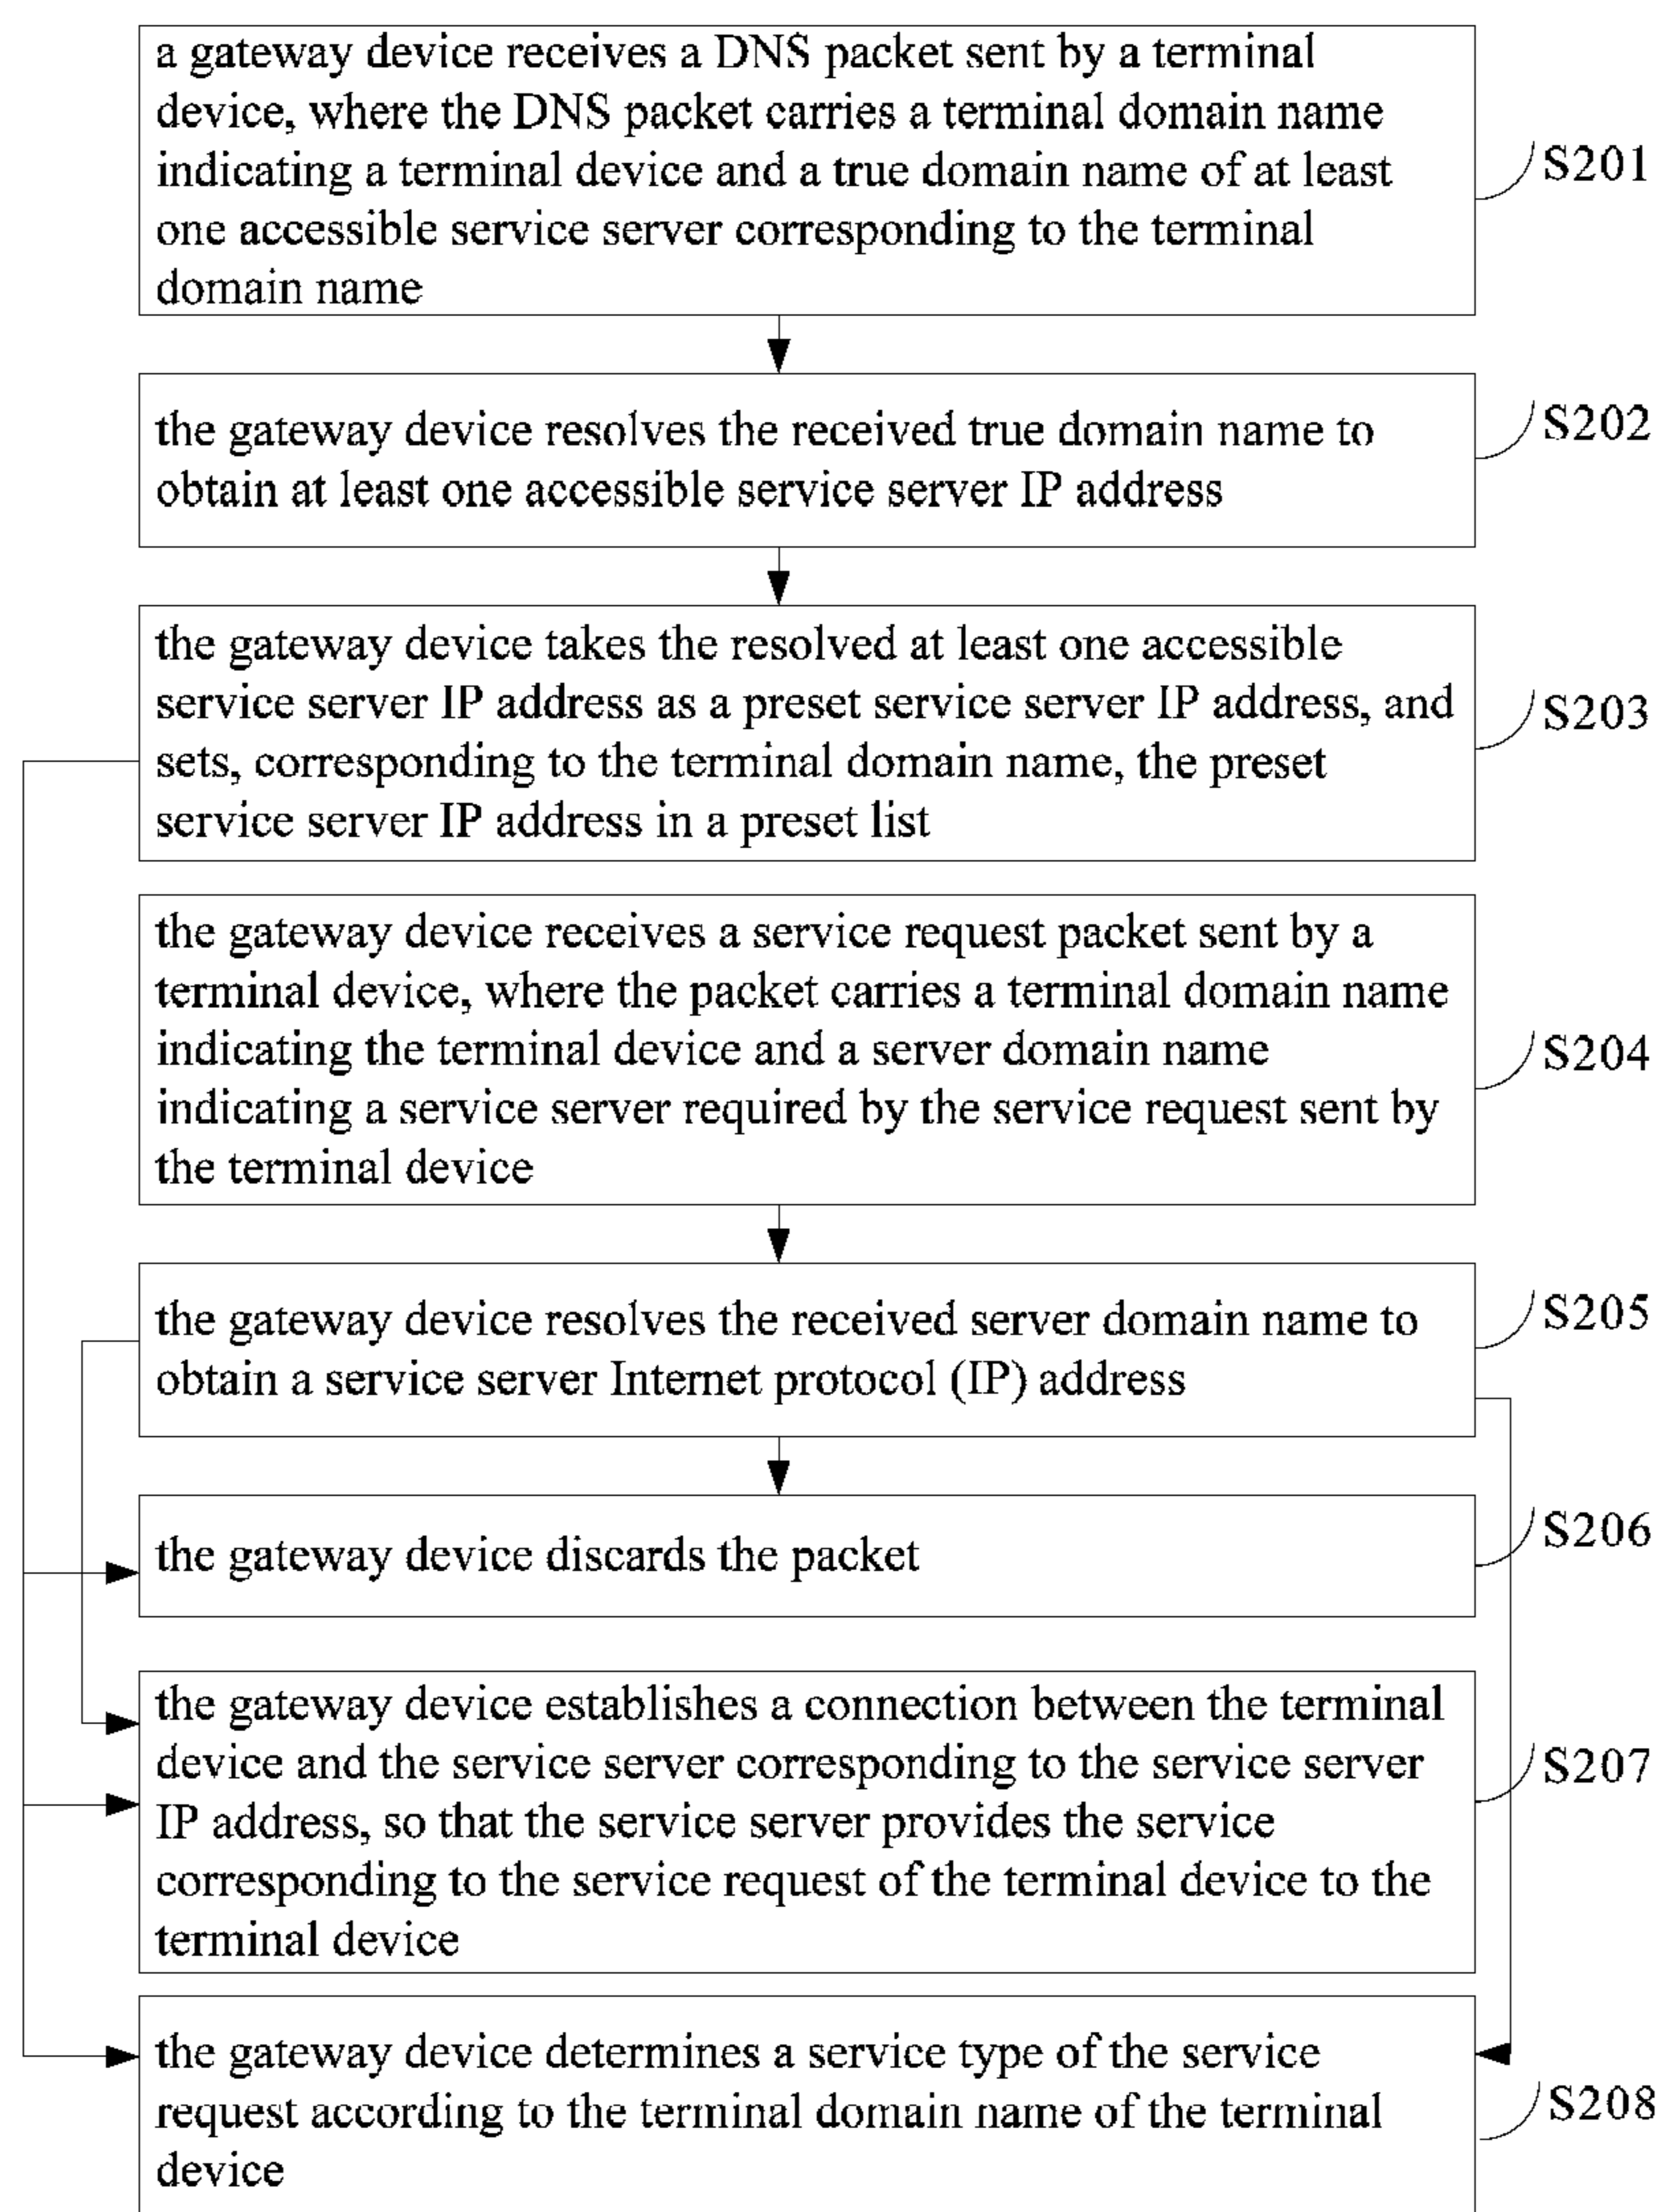 a gateway device receives a DNS packet sent by a terminal
device, where the DNS packet carries a terminal domain name
indicating a terminal device and a true domain name of at least
one accessible service server corresponding to the terminal
domain name
S201
the gateway device resolves the received true domain name to
obtain at least one accessible service server IP address
S202
the gateway device takes the resolved at least one accessible
service server IP address as a preset service server IP address, and
sets, corresponding to the terminal domain name, the preset
service server IP address in a preset list
S203
the gateway device receives a service request packet sent by a
terminal device, where the packet carries a terminal domain name
indicating the terminal device and a server domain name
indicating a service server required by the service request sent by
the terminal device
S204
the gateway device resolves the received server domain name to
obtain a service server Internet protocol (IP) address
S205
the gateway device discards the packet
S206
the gateway device establishes a connection between the terminal
device and the service server corresponding to the service server
IP address, so that the service server provides the service
corresponding to the service request of the terminal device to the
terminal device
S207
the gateway device determines a service type of the service
request according to the terminal domain name of the terminal
device
S208